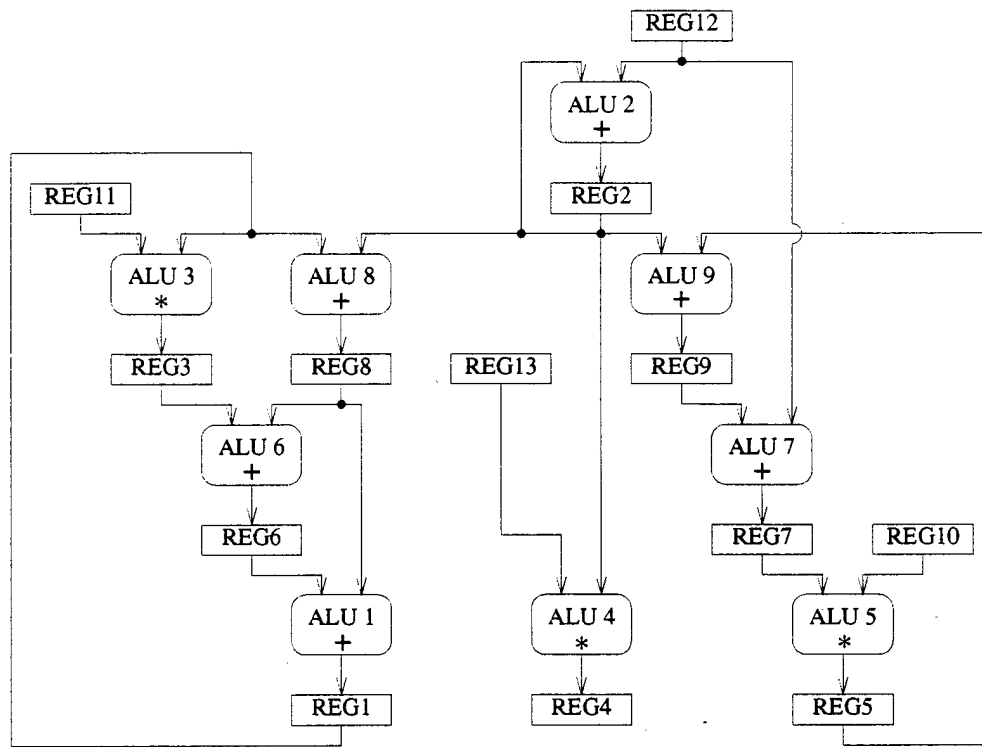 REG12
ALU 2
+
REG11
REG2
ALU 3
*
ALU 8
+
ALU 9
+
REG3
REG8
REG13
REG9
ALU 6
+
ALU 7
+
REG6
REG7
REG10
ALU 1
+
ALU 4
*
ALU 5
*
REG1
REG4
REG5